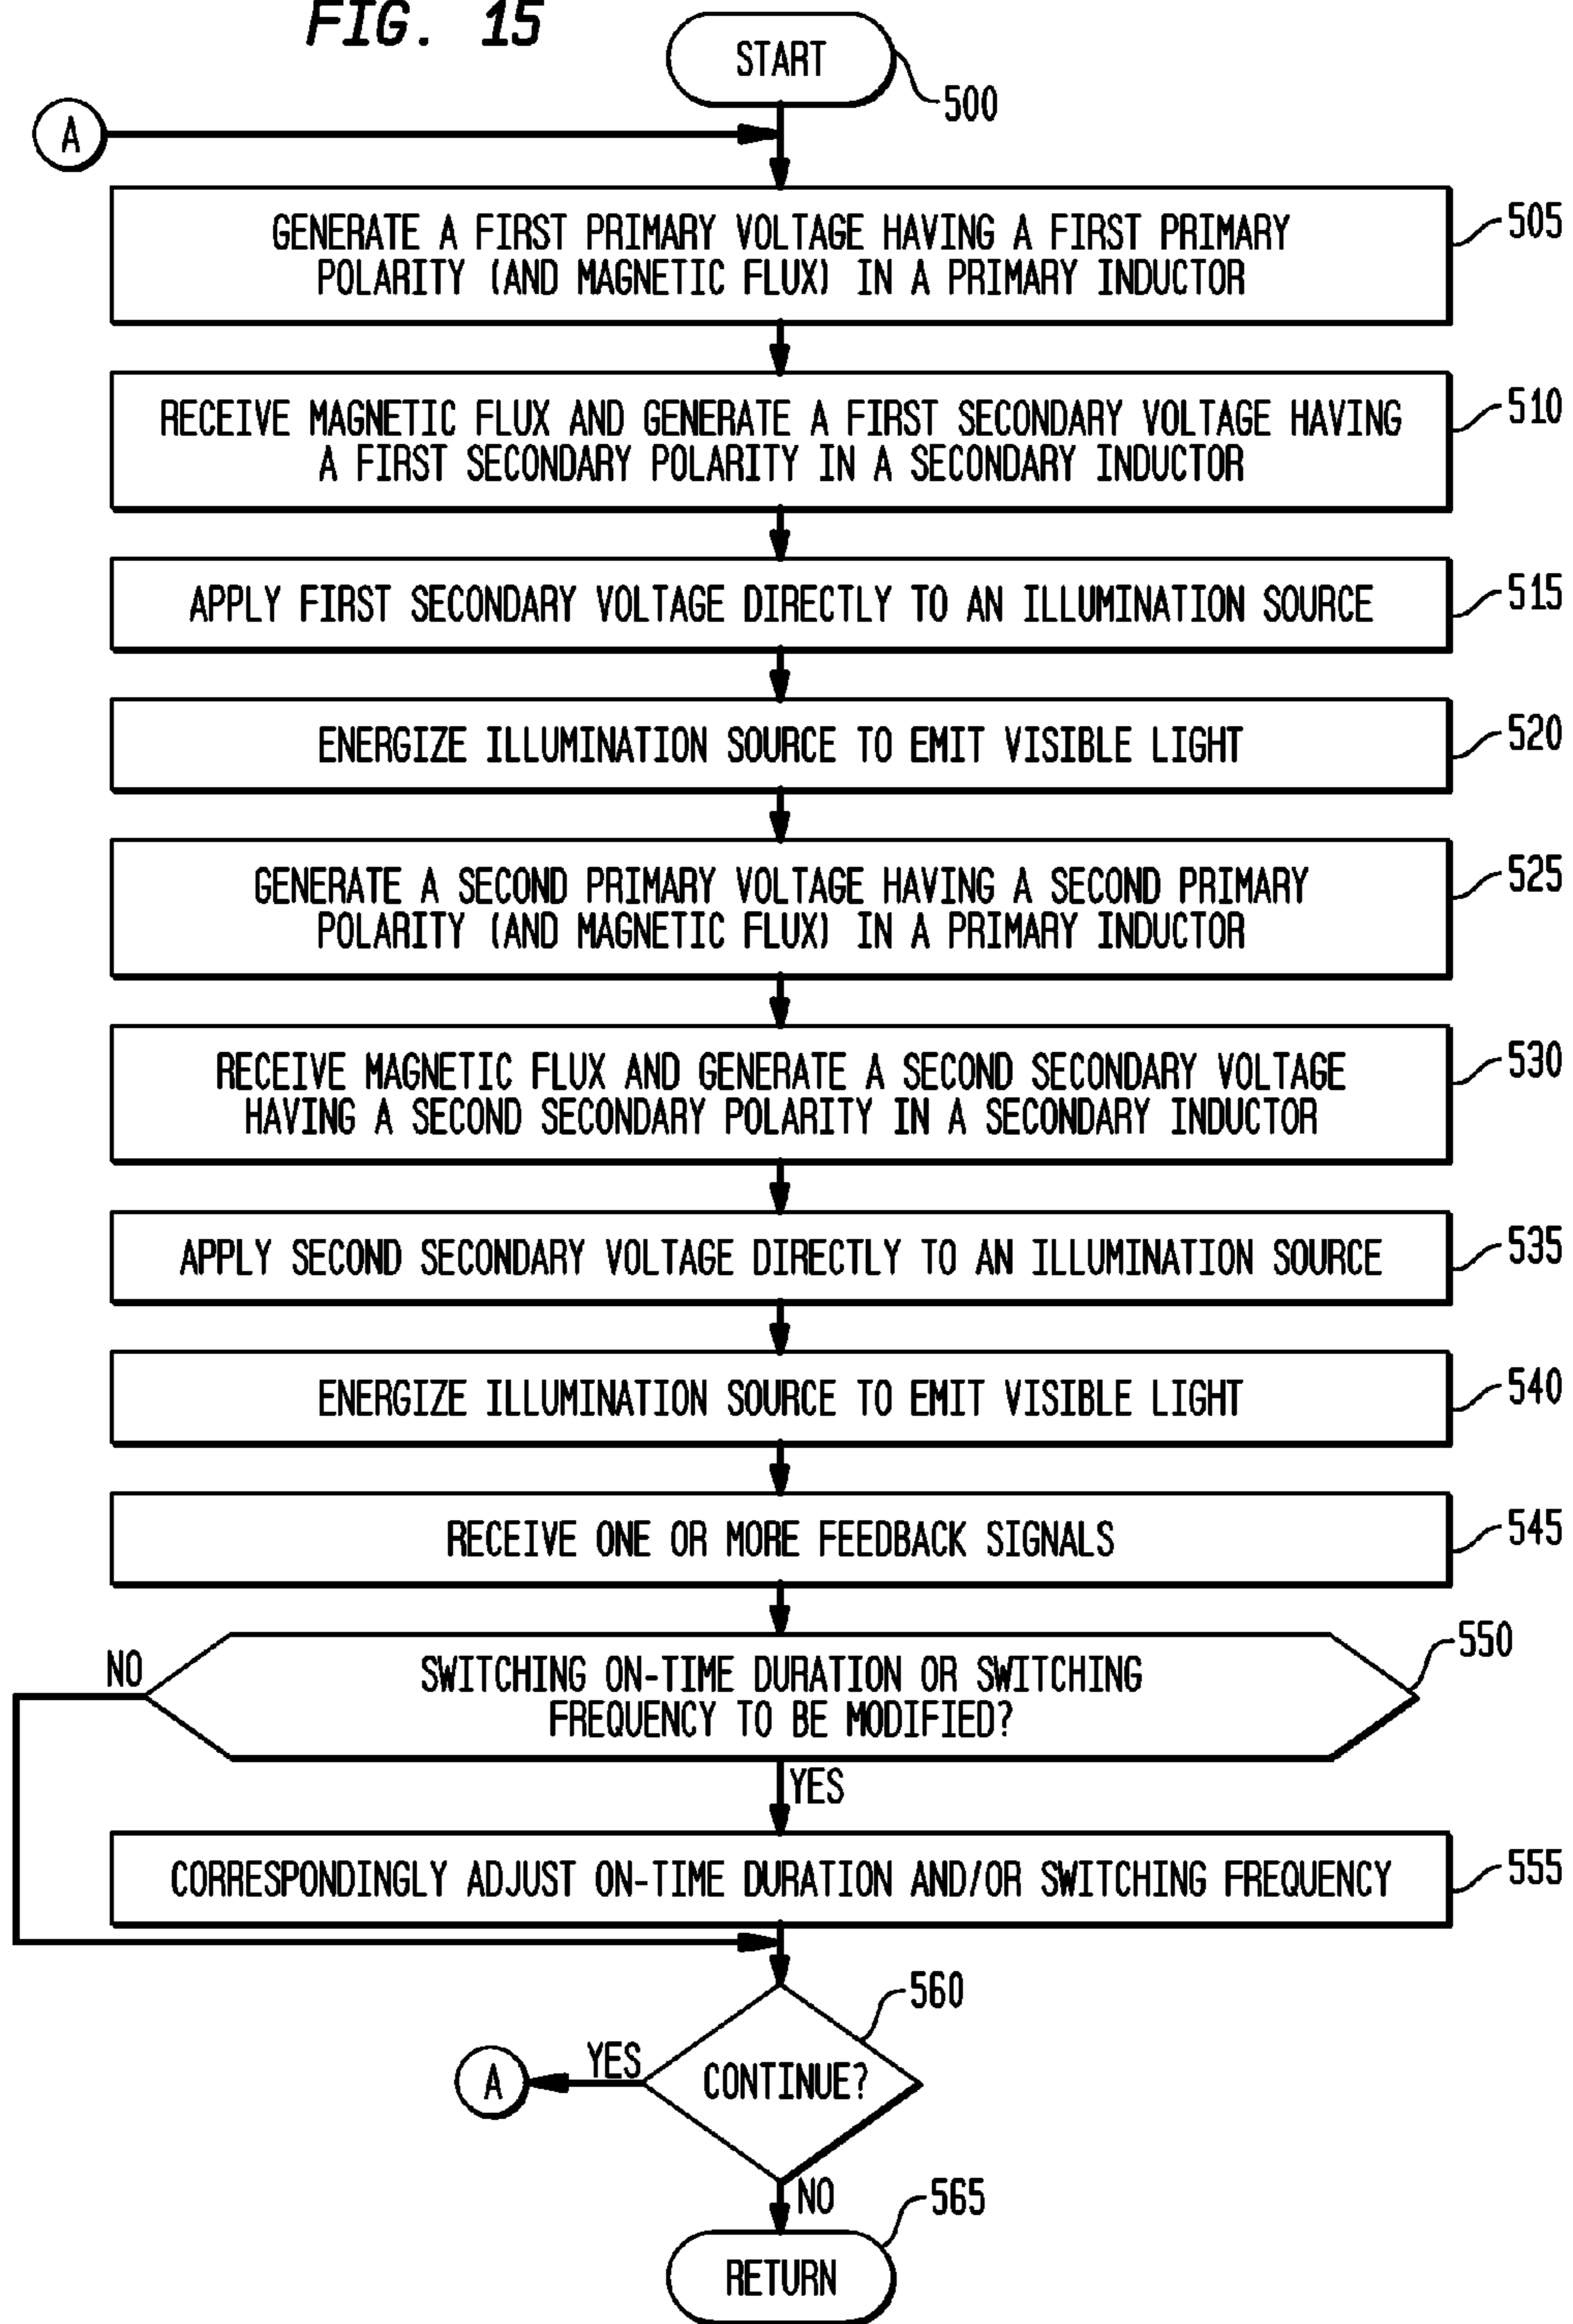 FIG. 15
START
500
A
GENERATE A FIRST PRIMARY VOLTAGE HAVING A FIRST PRIMARY
POLARITY (AND MAGNETIC FLUX) IN A PRIMARY INDUCTOR
505
RECEIVE MAGNETIC FLUX AND GENERATE A FIRST SECONDARY VOLTAGE HAVING
A FIRST SECONDARY POLARITY IN A SECONDARY INDUCTOR
510
APPLY FIRST SECONDARY VOLTAGE DIRECTLY TO AN ILLUMINATION SOURCE
515
ENERGIZE ILLUMINATION SOURCE TO EMIT VISIBLE LIGHT
520
GENERATE A SECOND PRIMARY VOLTAGE HAVING A SECOND PRIMARY
POLARITY (AND MAGNETIC FLUX) IN A PRIMARY INDUCTOR
525
RECEIVE MAGNETIC FLUX AND GENERATE A SECOND SECONDARY VOLTAGE
HAVING A SECOND SECONDARY POLARITY IN A SECONDARY INDUCTOR
530
APPLY SECOND SECONDARY VOLTAGE DIRECTLY TO AN ILLUMINATION SOURCE
535
ENERGIZE ILLUMINATION SOURCE TO EMIT VISIBLE LIGHT
540
RECEIVE ONE OR MORE FEEDBACK SIGNALS
545
NO
SWITCHING ON-TIME DURATION OR SWITCHING
FREQUENCY TO BE MODIFIED?
550
YES
CORRESPONDINGLY ADJUST ON-TIME DURATION AND/OR SWITCHING FREQUENCY
555
560
A
YES
CONTINUE?
NO
565
RETURN